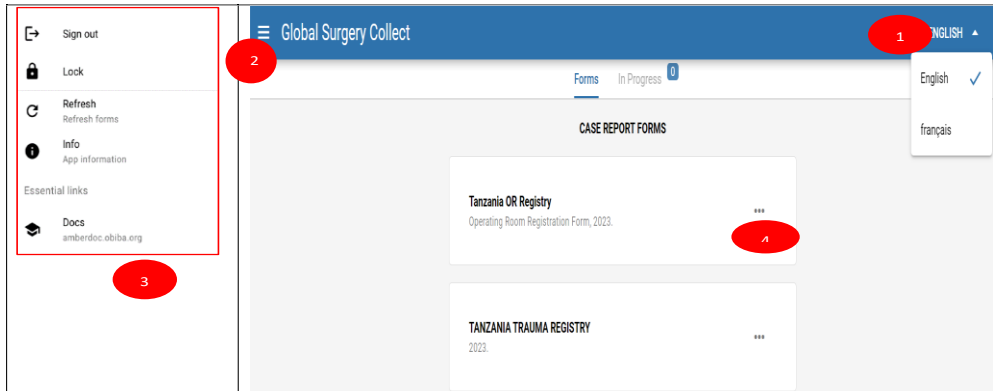 Sign out
Lock
Refresh
Refresh forms
Info
App information
Essential links
Docs
amberdoc.obiba.org
3
2
Global Surgery Collect
1
ENGLISH
English
français
Forms
In Progress 0
CASE REPORT FORMS
Tanzania OR Registry
Operating Room Registration Form, 2023.
4
TANZANIA TRAUMA REGISTRY
2023.